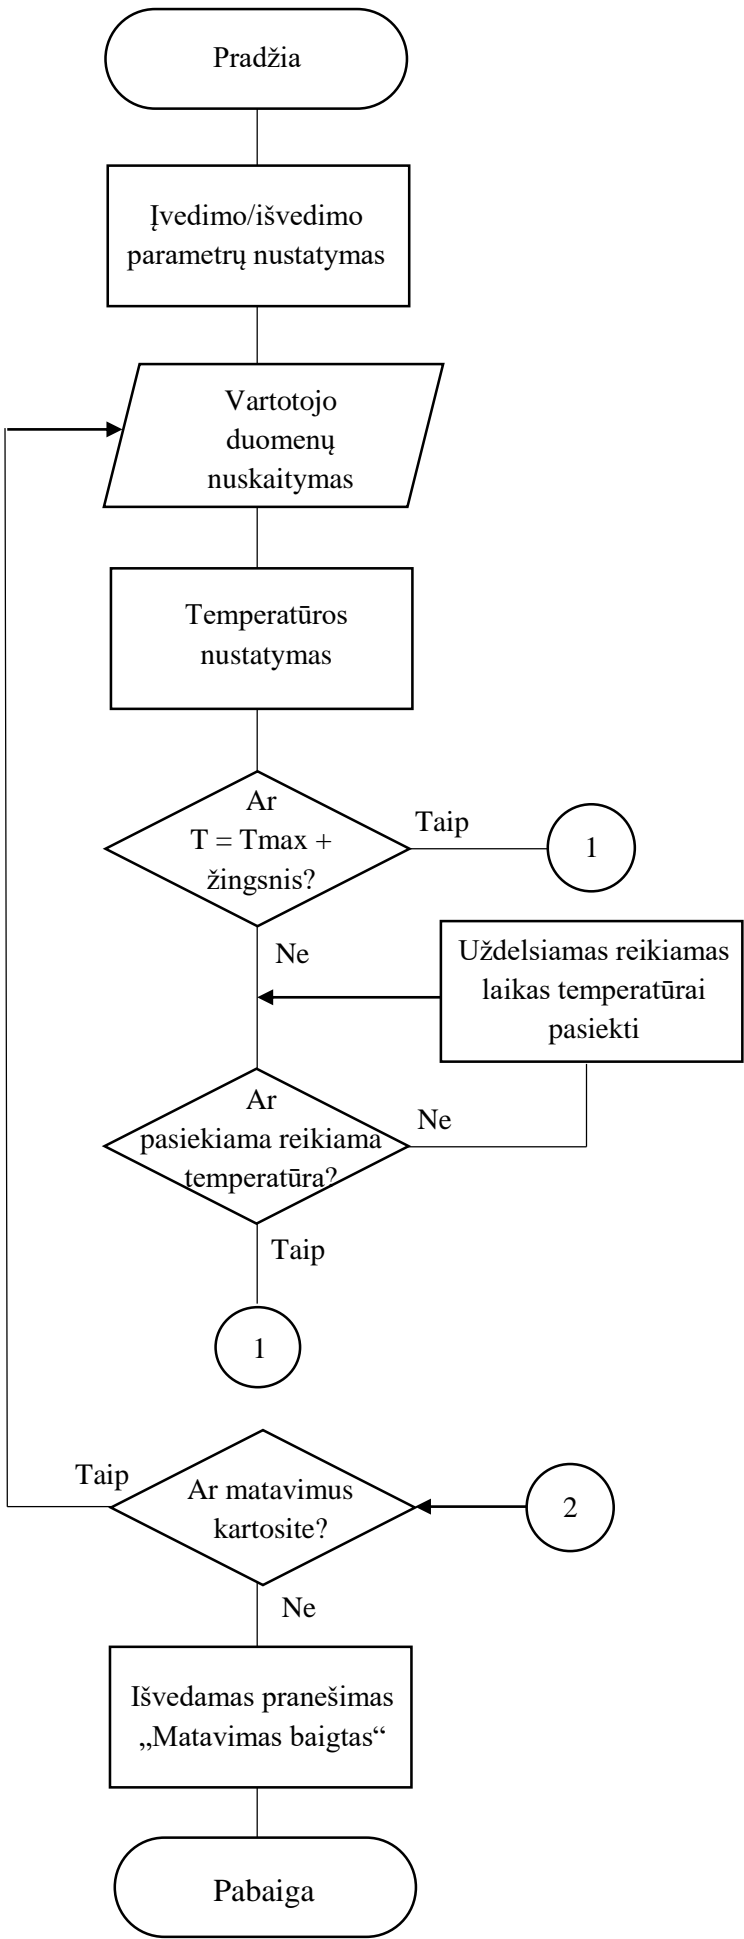 Pradžia
Įvedimo/išvedimo
parametrų nustatymas
Vartotojo
duomenų
nuskaitymas
Temperatūros
nustatymas
Ar
T = Tmax +
žingsnis?
Taip
1
Ne
Uždelsiamas reikiamas
laikas temperatūrai
pasiekti
Ar
pasiekiama reikiama
temperatūra?
Ne
Taip
1
Taip
Ar matavimus
kartosite?
2
Ne
Išvedamas pranešimas
„Matavimas baigtas“
Pabaiga